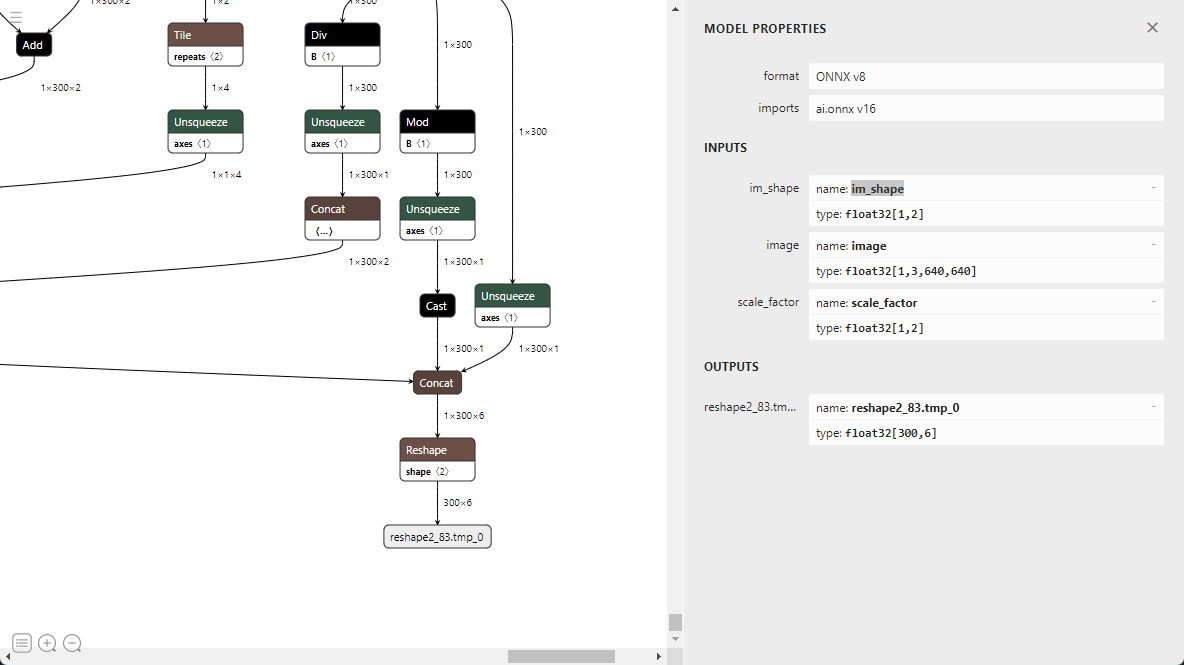 1×300×2
1×2
1×300
Add
Tile
repeats 〈2〉
Div
B 〈1〉
1×300
1×300×2
1×4
1×300
Unsqueeze
axes 〈1〉
Unsqueeze
axes 〈1〉
Mod
B 〈1〉
1×300
1×1×4
1×300×1
1×300
Concat
〈...〉
Unsqueeze
axes 〈1〉
1×300×2
1×300×1
Cast
Unsqueeze
axes 〈1〉
1×300×1
1×300×1
Concat
1×300×6
Reshape
shape 〈2〉
300×6
reshape2_83.tmp_0
MODEL PROPERTIES
format ONNX v8
imports ai.onnx v16
INPUTS
im_shape name: im_shape -
type: float32[1,2]
image name: image -
type: float32[1,3,640,640]
scale_factor name: scale_factor -
type: float32[1,2]
OUTPUTS
reshape2_83.tm... name: reshape2_83.tmp_0 -
type: float32[300,6]